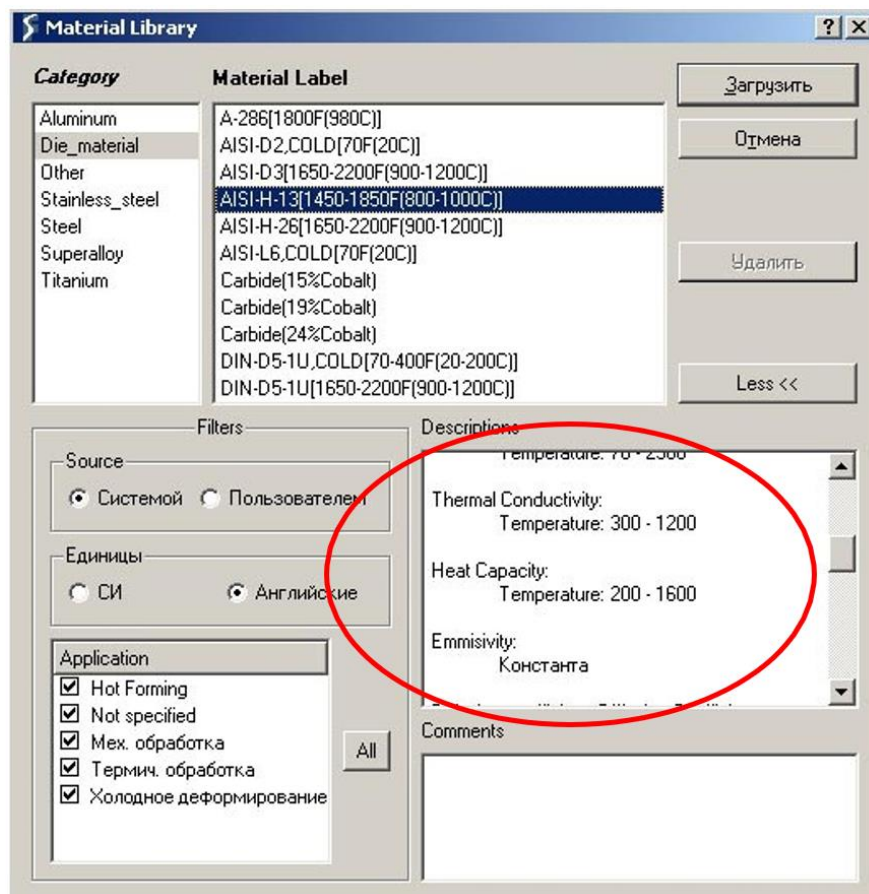 Material Library
Category
Material Label
Загрузить
Отмена
Удалить
Less <<
Aluminum
Die_material
Other
Stainless_steel
Steel
Superalloy
Titanium
A-286[1800F(980C)]
AISI-D2,COLD[70F(20C)]
AISI-D3[1650-2200F(900-1200C)]
AISI-H-13[1450-1850F(800-1000C)]
AISI-H-26[1650-2200F(900-1200C)]
AISI-L6,COLD[70F(20C)]
Carbide(15%Cobalt)
Carbide(19%Cobalt)
Carbide(24%Cobalt)
DIN-D5-1U,COLD[70-400F(20-200C)]
DIN-D5-1U[1650-2200F(900-1200C)]
Filters
Source
Системой Пользователем
Единицы
СИ Английские
Application
Hot Forming
Not specified
Мех. обработка
Термич. обработка
Холодное деформирование
All
Descriptions
Temperature: 70 - 2500
Thermal Conductivity:
Temperature: 300 - 1200
Heat Capacity:
Temperature: 200 - 1600
Emmisivity:
Константа
Comments